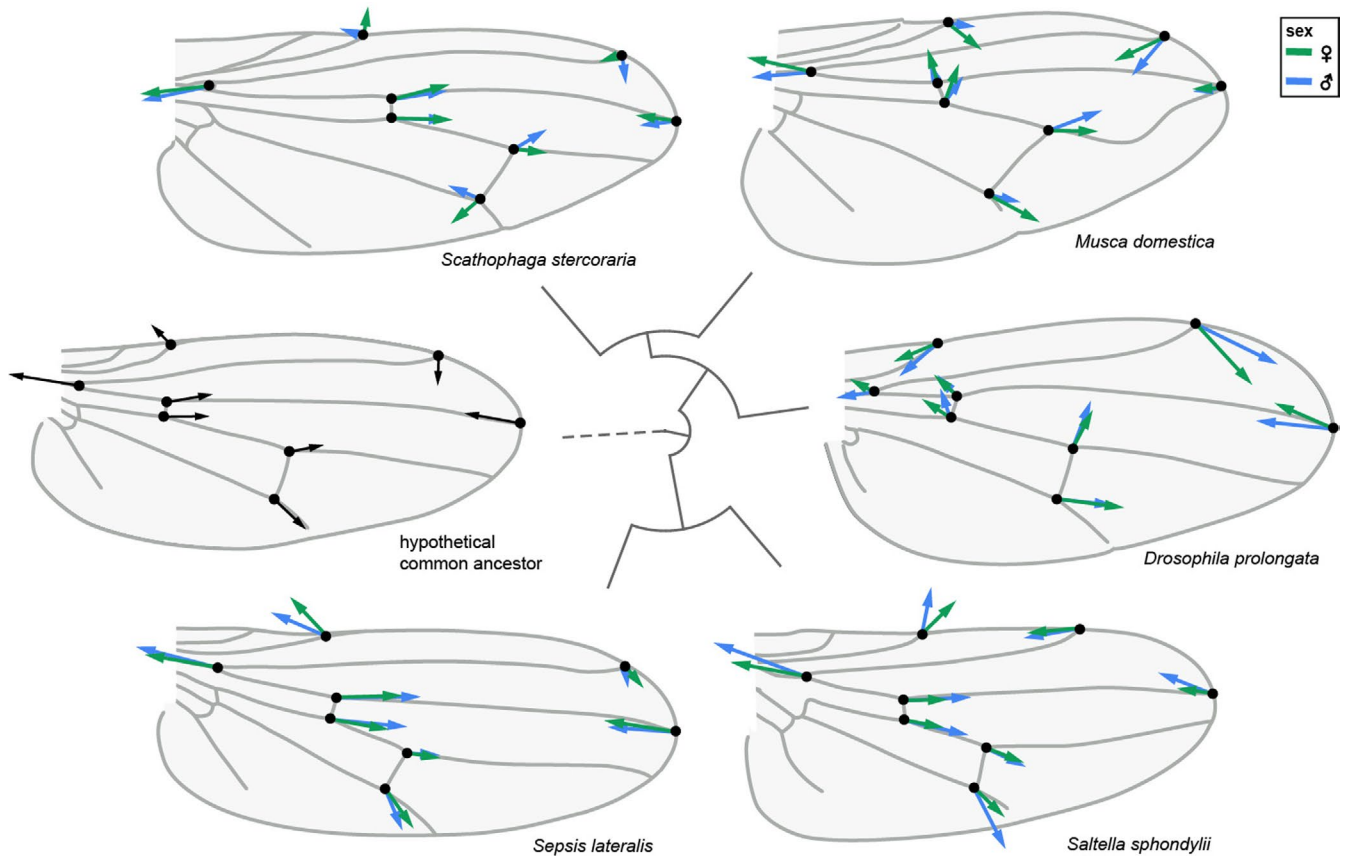 sex
♀
♂
Scathophaga stercoraria
Musca domestica
hypothetical
common ancestor
Drosophila prolongata
Sepsis lateralis
Saltella sphondylii